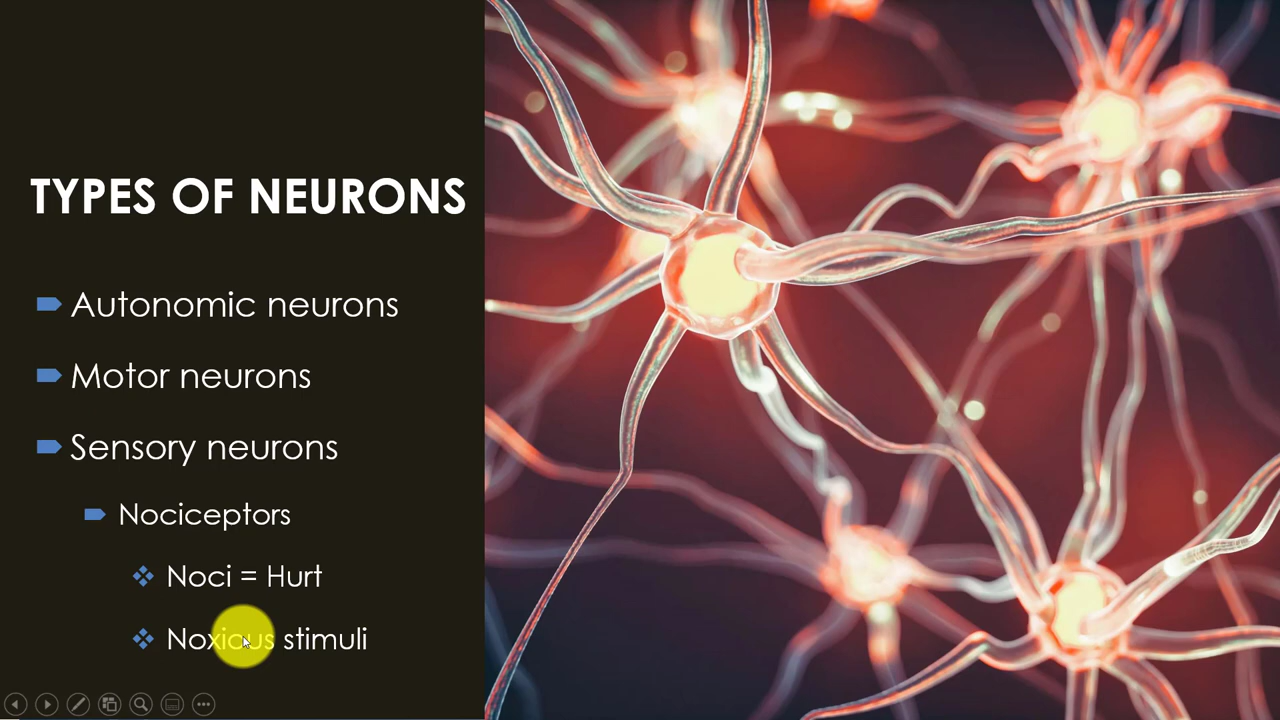 TYPES OF NEURONS
Autonomic neurons
Motor neurons
Sensory neurons
Nociceptors
Noci = Hurt
Noxious stimuli